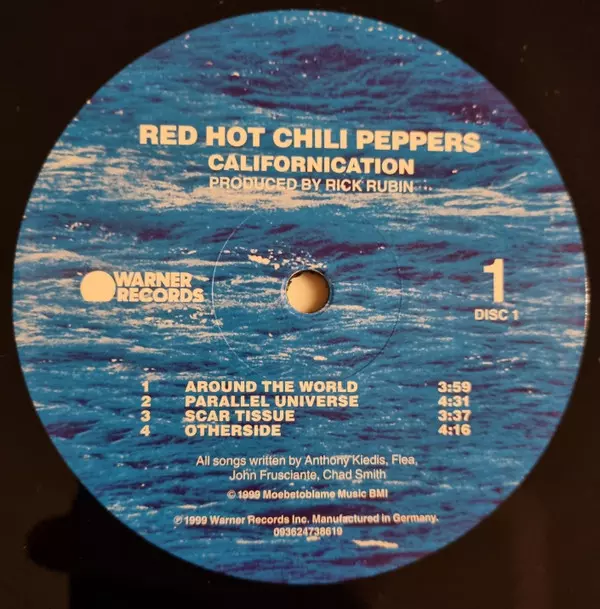 RED HOT CHILI PEPPERS
CALIFORNICATION
PRODUCED BY RICK RUBIN
WARNER
RECORDS
1
DISC 1
1 AROUND THE WORLD 3:59
2 PARALLEL UNIVERSE 4:31
3 SCAR TISSUE 3:37
4 OTHERSIDE 4:16
All songs written by Anthony Kiedis, Flea,
John Frusciante, Chad Smith
© 1999 Moebetoblame Music BMI
℗ 1999 Warner Records Inc. Manufactured in Germany.
093624738619